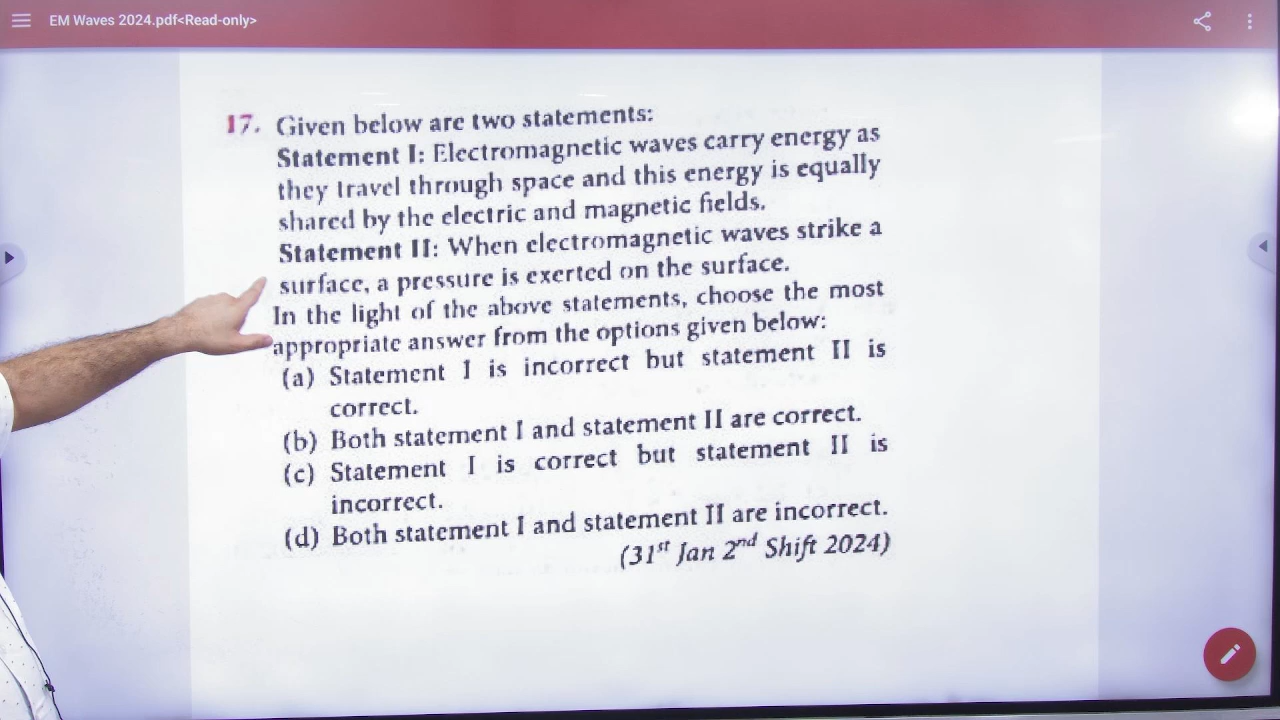 EM Waves 2024.pdf<Read-only>
17. Given below are two statements:
Statement I: Electromagnetic waves carry energy as
they travel through space and this energy is equally
shared by the electric and magnetic fields.
Statement II: When electromagnetic waves strike a
surface, a pressure is exerted on the surface.
In the light of the above statements, choose the most
appropriate answer from the options given below:
(a) Statement I is incorrect but statement II is
correct.
(b) Both statement I and statement II are correct.
(c) Statement I is correct but statement II is
incorrect.
(d) Both statement I and statement II are incorrect.
(31st Jan 2nd Shift 2024)